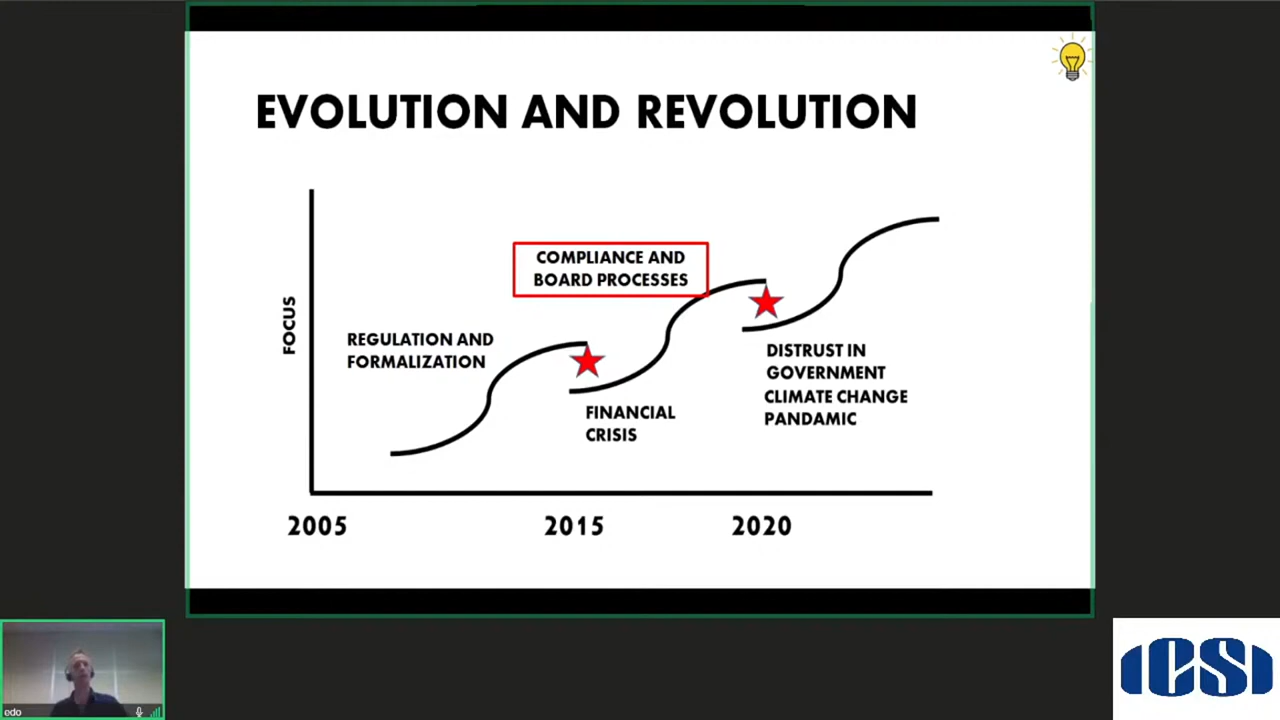 EVOLUTION AND REVOLUTION
COMPLIANCE AND
BOARD PROCESSES
FOCUS
REGULATION AND
FORMALIZATION
DISTRUST IN
GOVERNMENT
CLIMATE CHANGE
PANDAMIC
FINANCIAL
CRISIS
2005
2015
2020
edo
ICSI